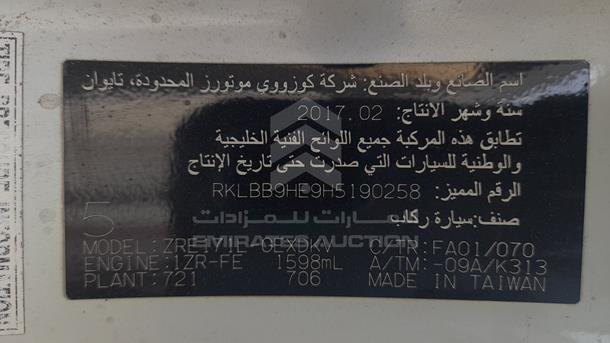 اسم الصانع وبلد الصنع: شركة كوزووي موتورز المحدودة، تايوان
سنة وشهر الإنتاج: 2017.02
تطابق هذه المركبة جميع اللوائح الفنية الخليجية
والوطنية للسيارات التي صدرت حتى تاريخ الإنتاج
الرقم المميز: RKLBB9HE9H5190258
صنف: سيارة ركاب
5
الإمارات للمزادات
EMIRATES AUCTION
MODEL: ZRE171L-GEXDKV C/TR: FA01/070
ENGINE: 1ZR-FE 1598mL A/TM: -09A/K313
PLANT: 721 706 MADE IN TAIWAN